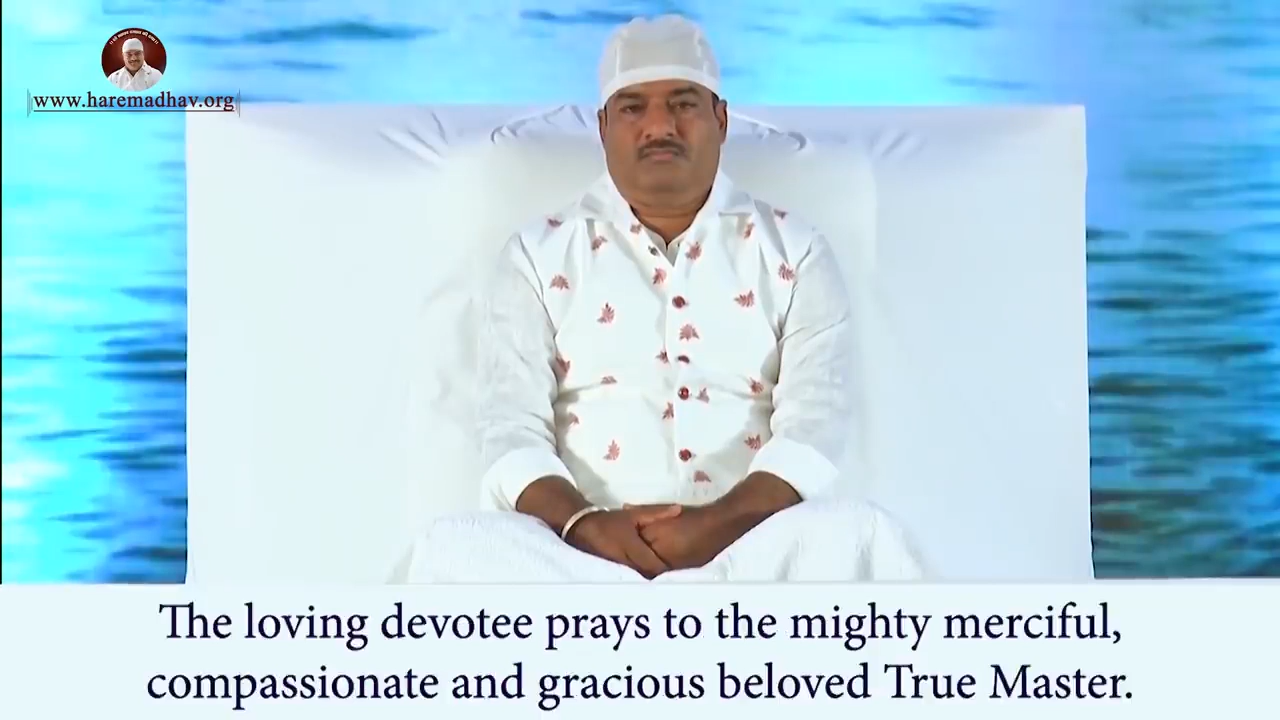 www.haremadhav.org
The loving devotee prays to the mighty merciful,
compassionate and gracious beloved True Master.